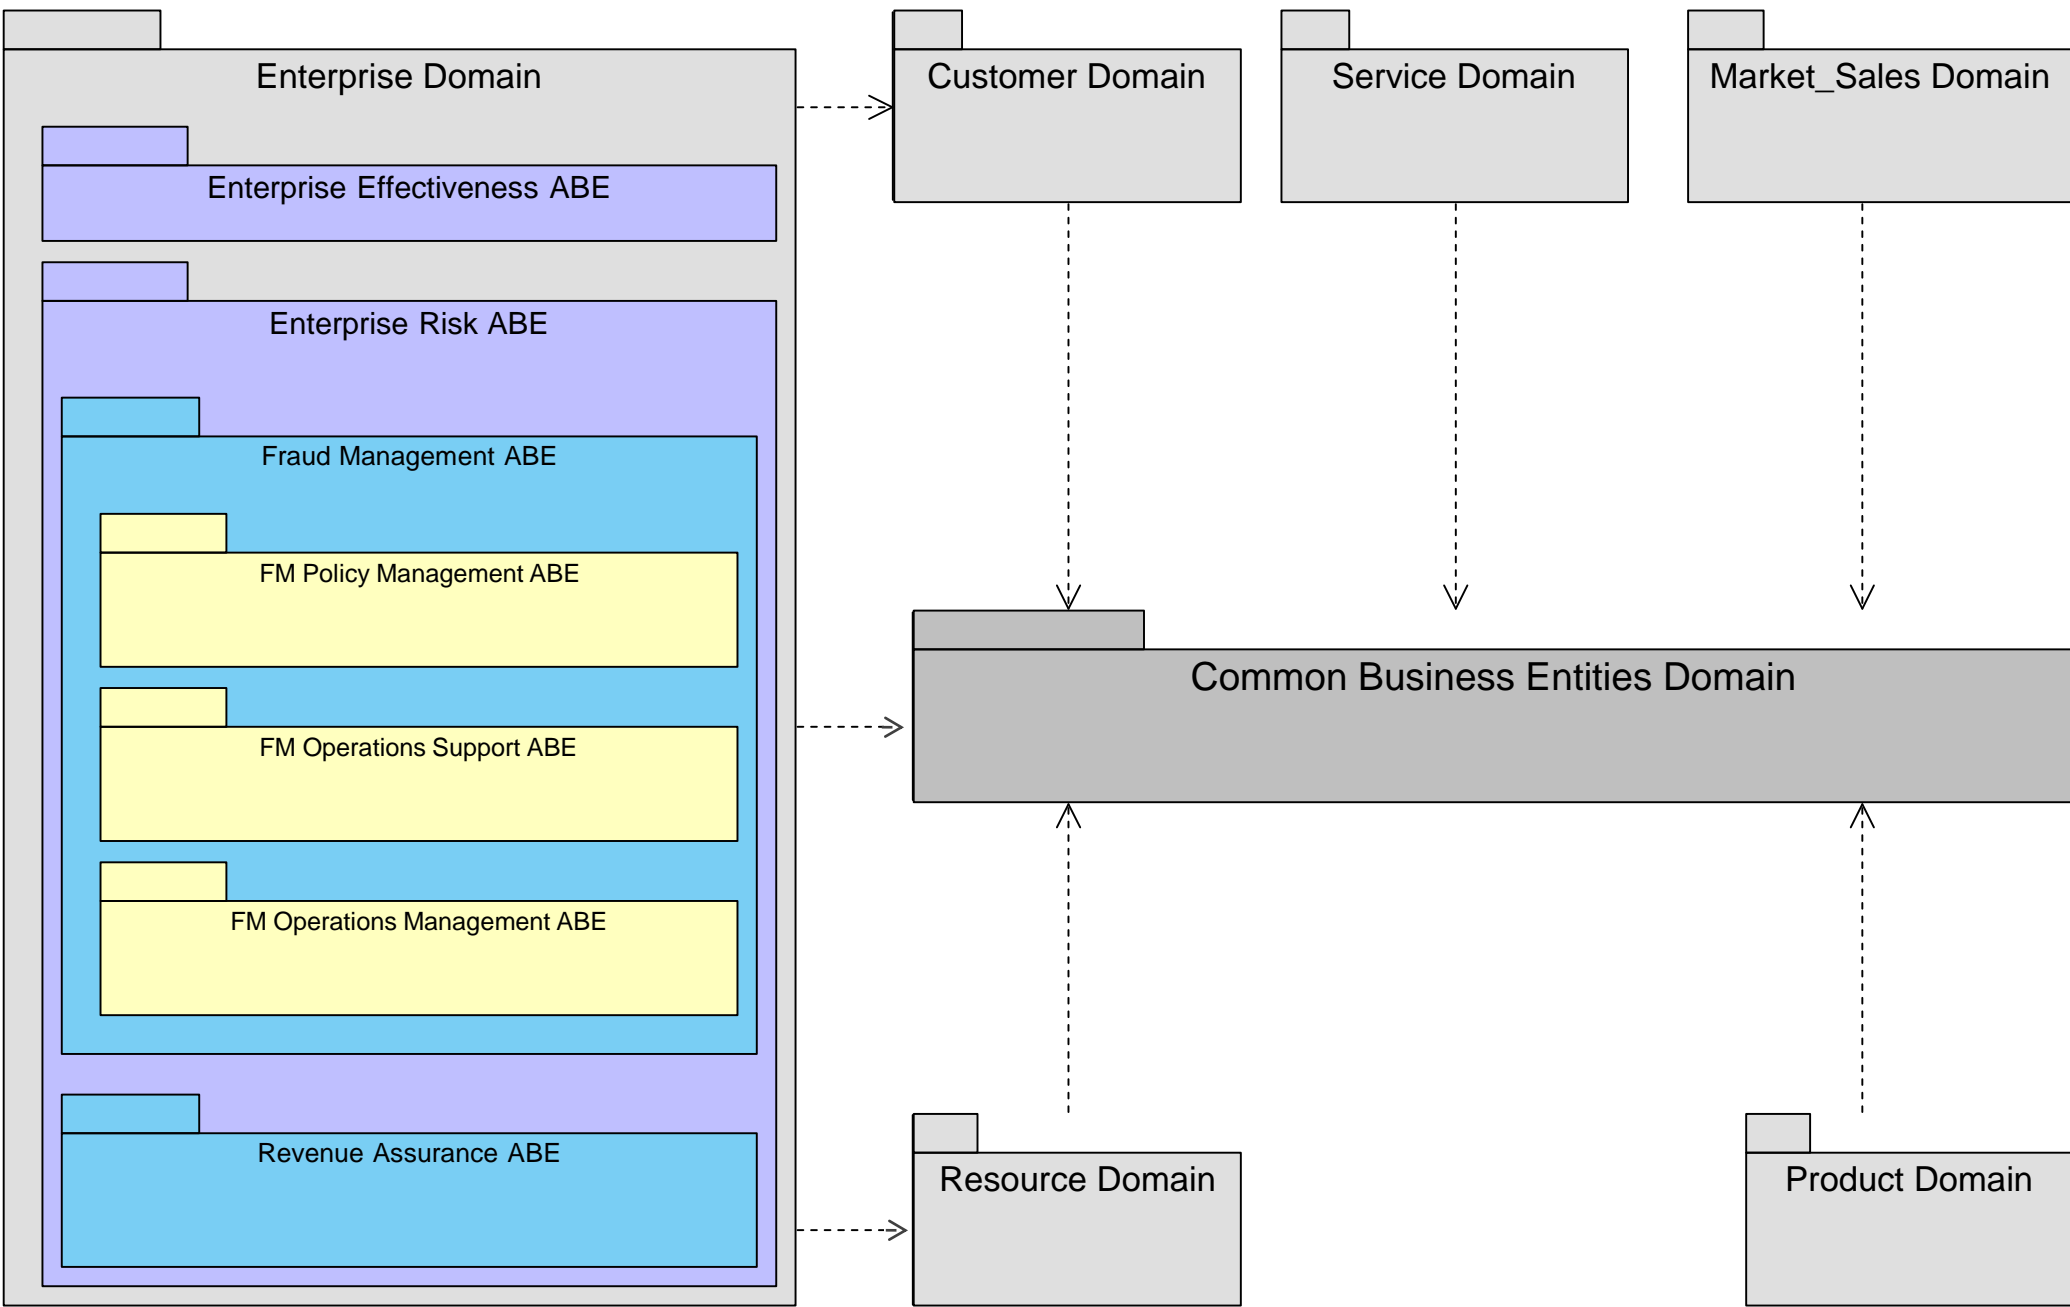 Enterprise Domain
Enterprise Effectiveness ABE
Enterprise Risk ABE
Fraud Management ABE
FM Policy Management ABE
FM Operations Support ABE
FM Operations Management ABE
Revenue Assurance ABE
Customer Domain
Service Domain
Market_Sales Domain
Common Business Entities Domain
Resource Domain
Product Domain